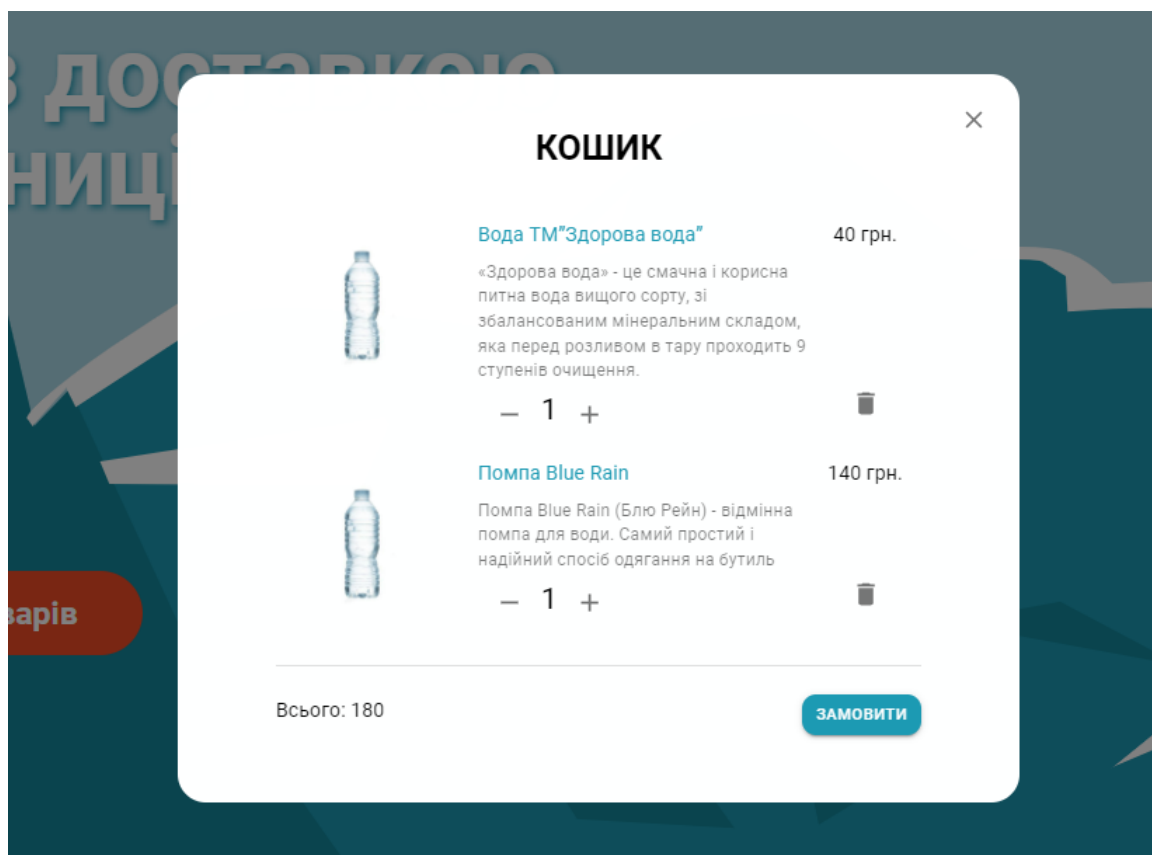 з доставкою
ниці
КОШИК
Вода ТМ"Здорова вода" 40 грн.
«Здорова вода» - це смачна і корисна
питна вода вищого сорту, зі
збалансованим мінеральним складом,
яка перед розливом в тару проходить 9
ступенів очищення.
– 1 +
Помпа Blue Rain 140 грн.
Помпа Blue Rain (Блю Рейн) - відмінна
помпа для води. Самий простий і
надійний спосіб одягання на бутиль
– 1 +
варів
Всього: 180 ЗАМОВИТИ